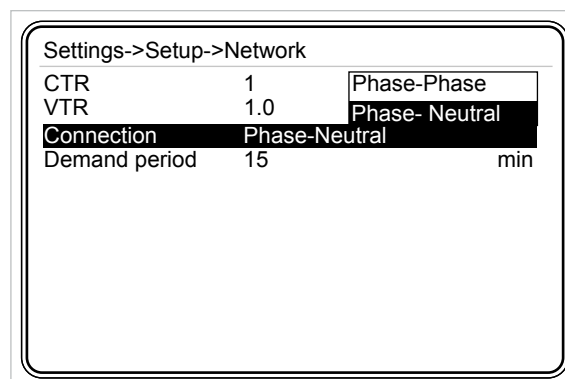 Settings->Setup->Network
CTR 1 Phase-Phase
VTR 1.0 Phase- Neutral
Connection Phase-Neutral
Demand period 15 min